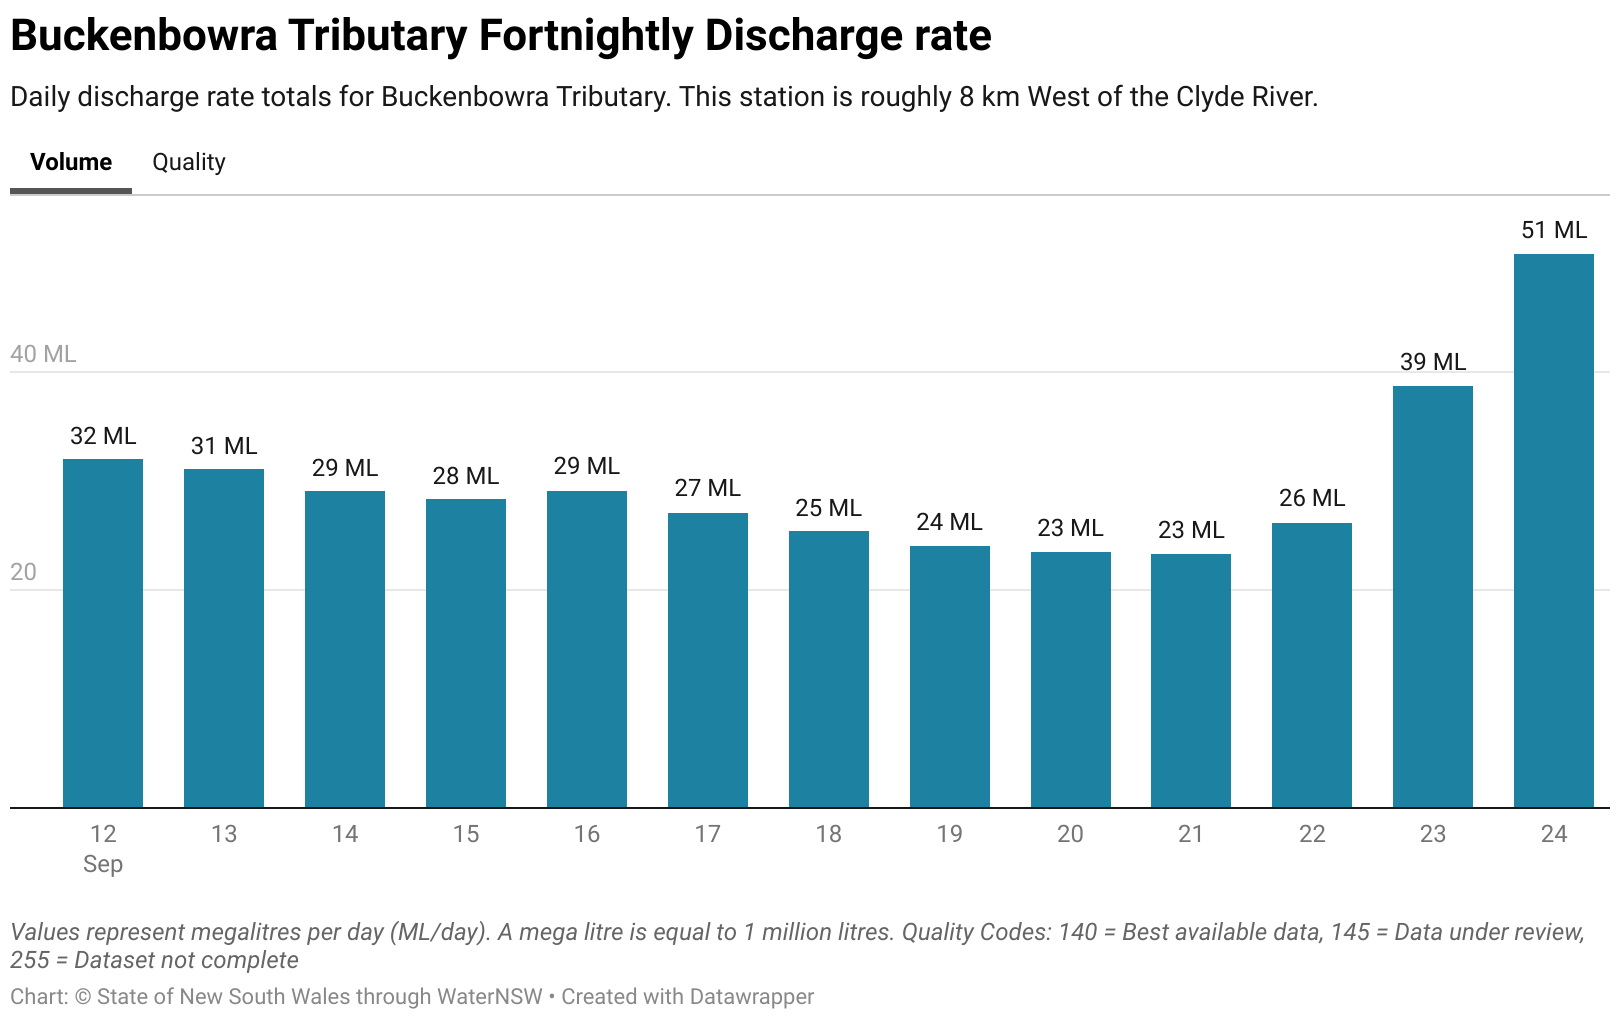 Buckenbowra Tributary Fortnightly Discharge rate
Daily discharge rate totals for Buckenbowra Tributary. This station is roughly 8 km West of the Clyde River.
Volume Quality
51 ML
40 ML
39 ML
32 ML
31 ML
29 ML
28 ML
29 ML
27 ML
25 ML
24 ML
23 ML
23 ML
26 ML
20
12 13 14 15 16 17 18 19 20 21 22 23 24
Sep
Values represent megalitres per day (ML/day). A mega litre is equal to 1 million litres. Quality Codes: 140 = Best available data, 145 = Data under review,
255 = Dataset not complete
Chart: © State of New South Wales through WaterNSW • Created with Datawrapper